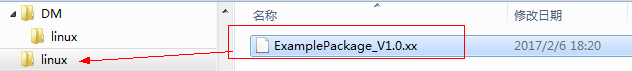 DM
linux
linux
名称 修改日期
ExamplePackage_V1.0.xx 2017/2/6 18:20